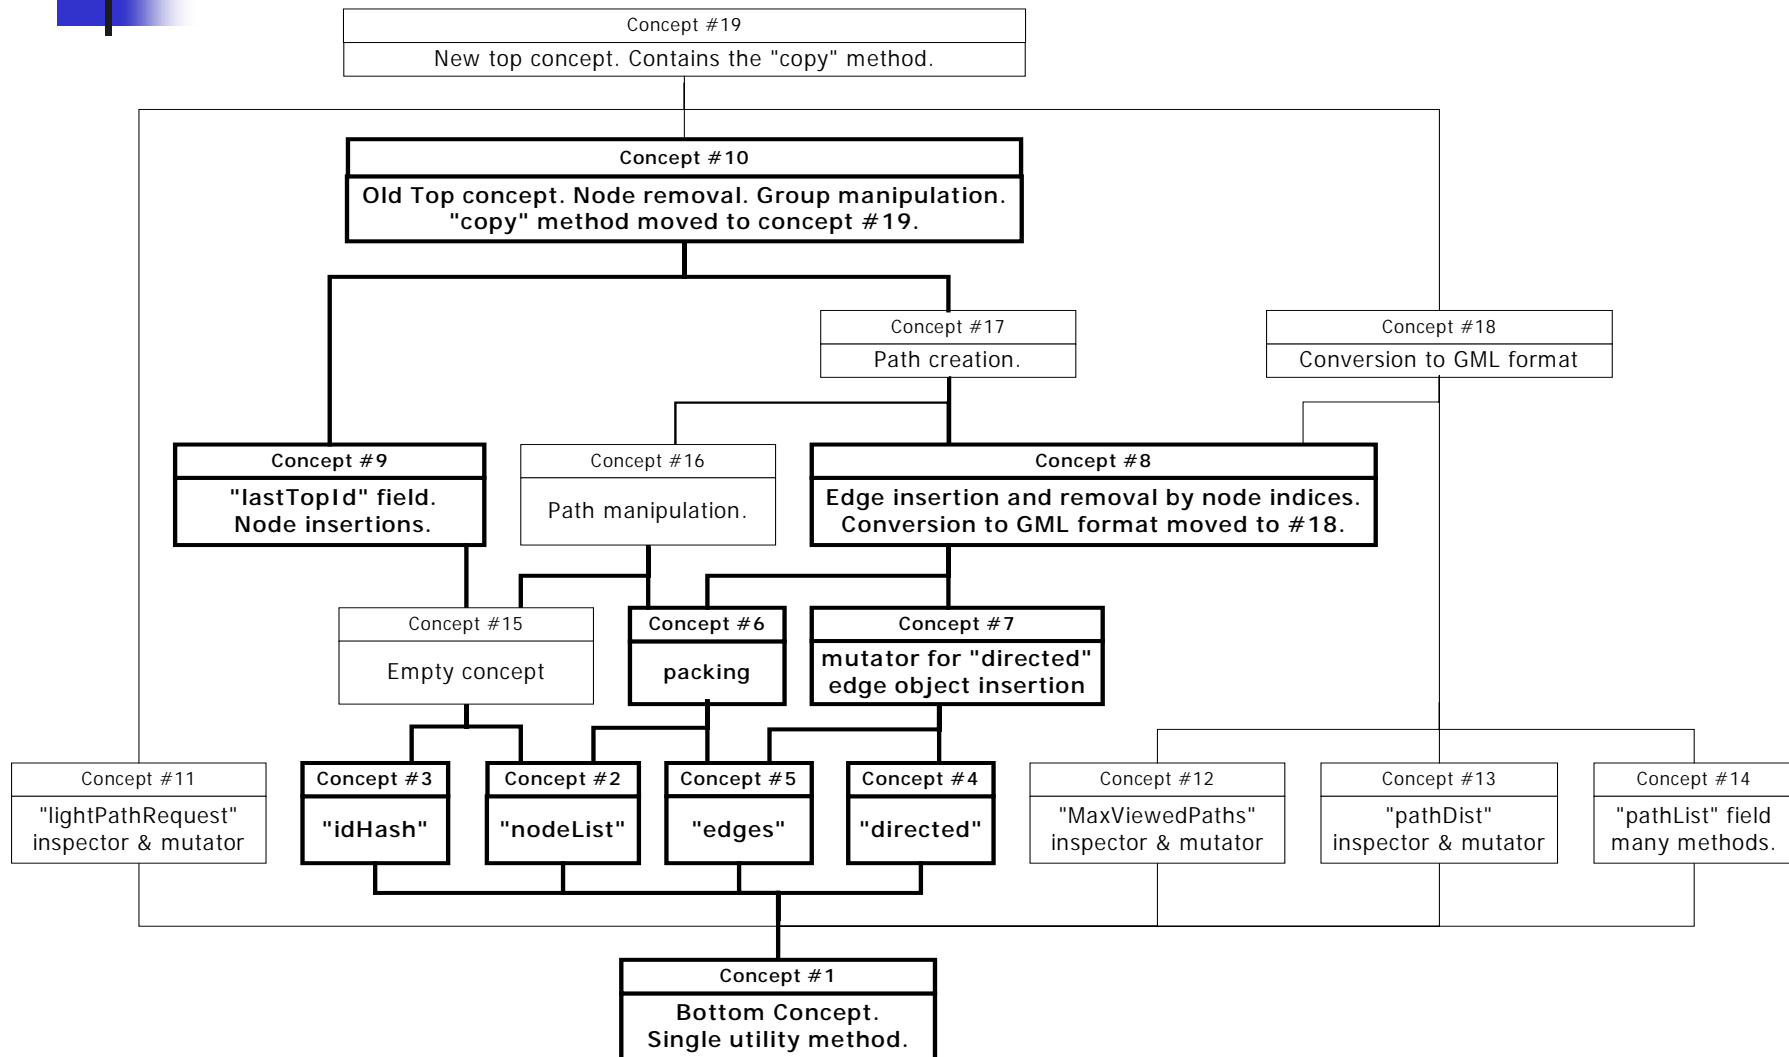 Concept #19
New top concept. Contains the "copy" method.
Concept #10
Old Top concept. Node removal. Group manipulation.
"copy" method moved to concept #19.
Concept #17
Path creation.
Concept #18
Conversion to GML format
Concept #9
"lastTopId" field.
Node insertions.
Concept #16
Path manipulation.
Concept #8
Edge insertion and removal by node indices.
Conversion to GML format moved to #18.
Concept #15
Empty concept
Concept #6
packing
Concept #7
mutator for "directed"
edge object insertion
Concept #11
"lightPathRequest"
inspector & mutator
Concept #3
"idHash"
Concept #2
"nodeList"
Concept #5
"edges"
Concept #4
"directed"
Concept #12
"MaxViewedPaths"
inspector & mutator
Concept #13
"pathDist"
inspector & mutator
Concept #14
"pathList" field
many methods.
Concept #1
Bottom Concept.
Single utility method.